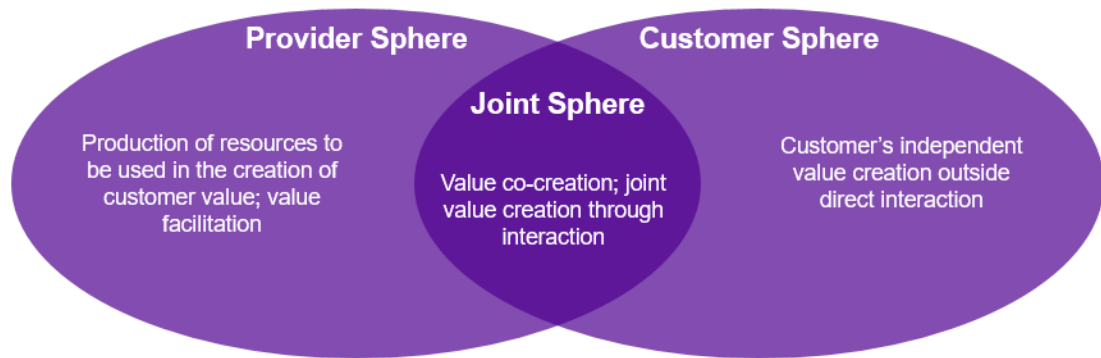 Provider Sphere
Production of resources to
be used in the creation of
customer value; value
facilitation
Joint Sphere
Value co-creation; joint
value creation through
interaction
Customer Sphere
Customer’s independent
value creation outside
direct interaction